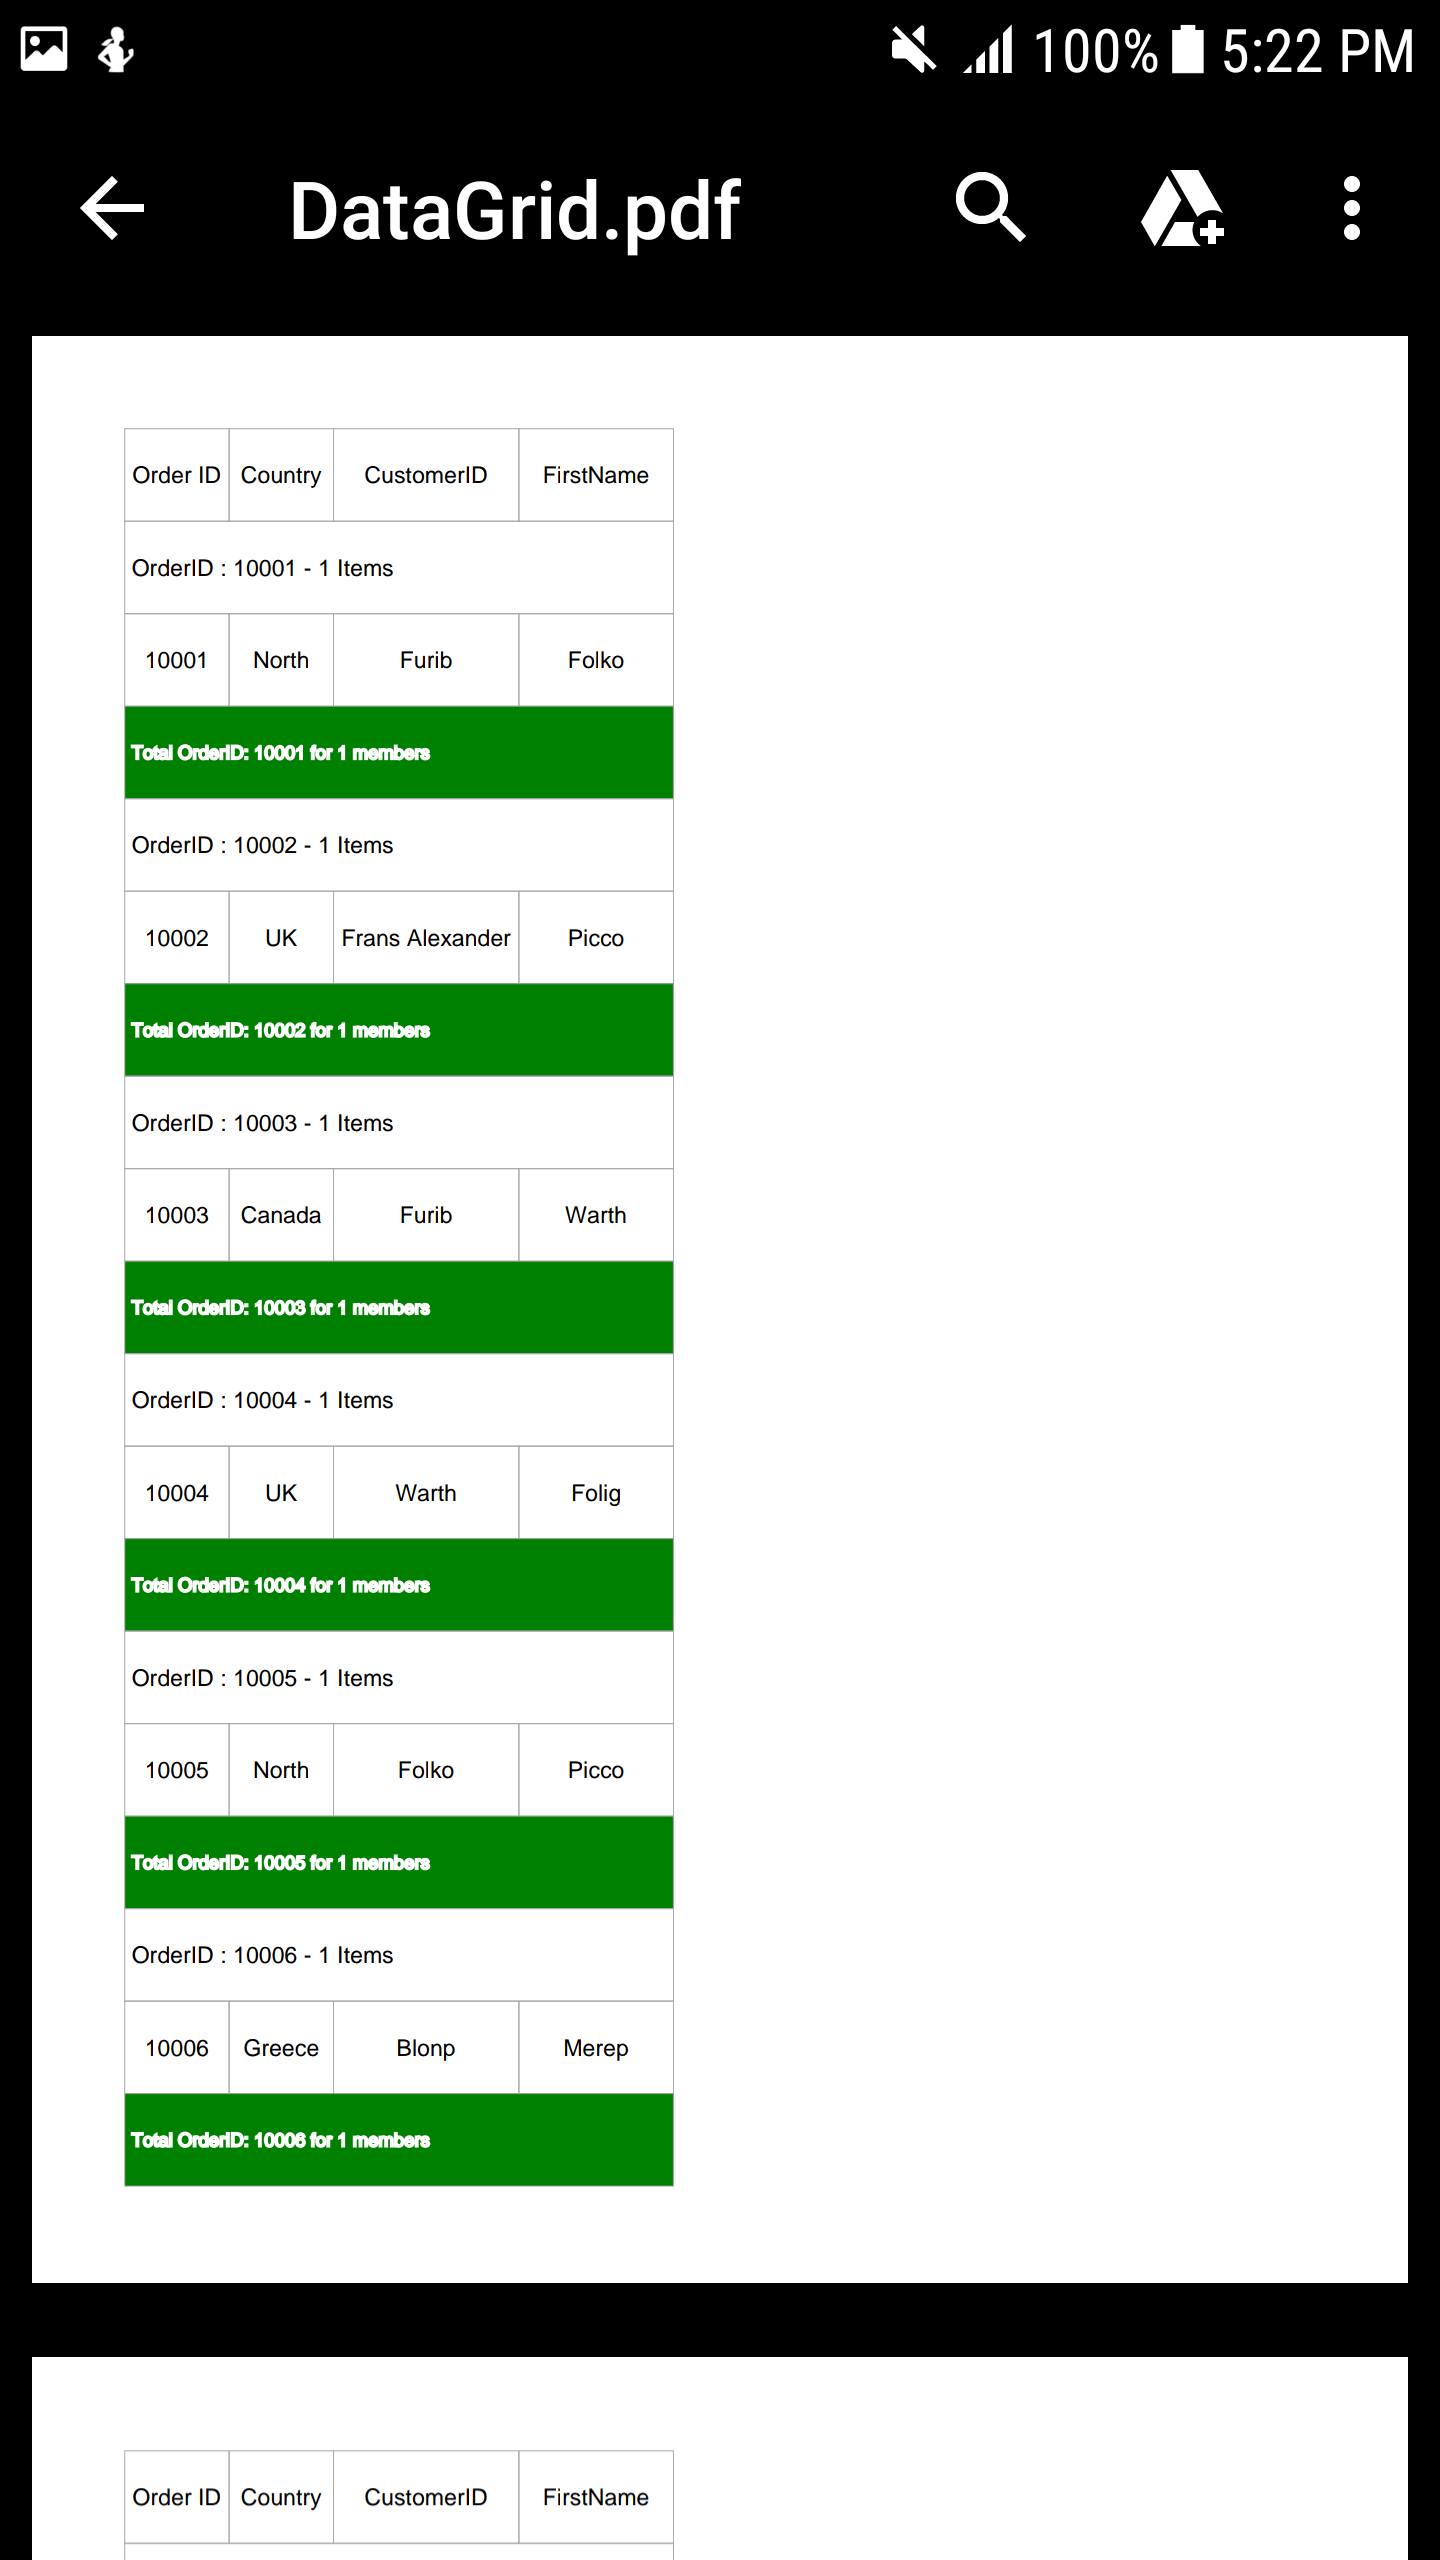 100% 5:22 PM
DataGrid.pdf
Order ID Country CustomerID FirstName
OrderID : 10001 - 1 Items
10001 North Furib Folko
Total OrderID: 10001 for 1 members
OrderID : 10002 - 1 Items
10002 UK Frans Alexander Picco
Total OrderID: 10002 for 1 members
OrderID : 10003 - 1 Items
10003 Canada Furib Warth
Total OrderID: 10003 for 1 members
OrderID : 10004 - 1 Items
10004 UK Warth Folig
Total OrderID: 10004 for 1 members
OrderID : 10005 - 1 Items
10005 North Folko Picco
Total OrderID: 10005 for 1 members
OrderID : 10006 - 1 Items
10006 Greece Blonp Merep
Total OrderID: 10006 for 1 members
Order ID Country CustomerID FirstName